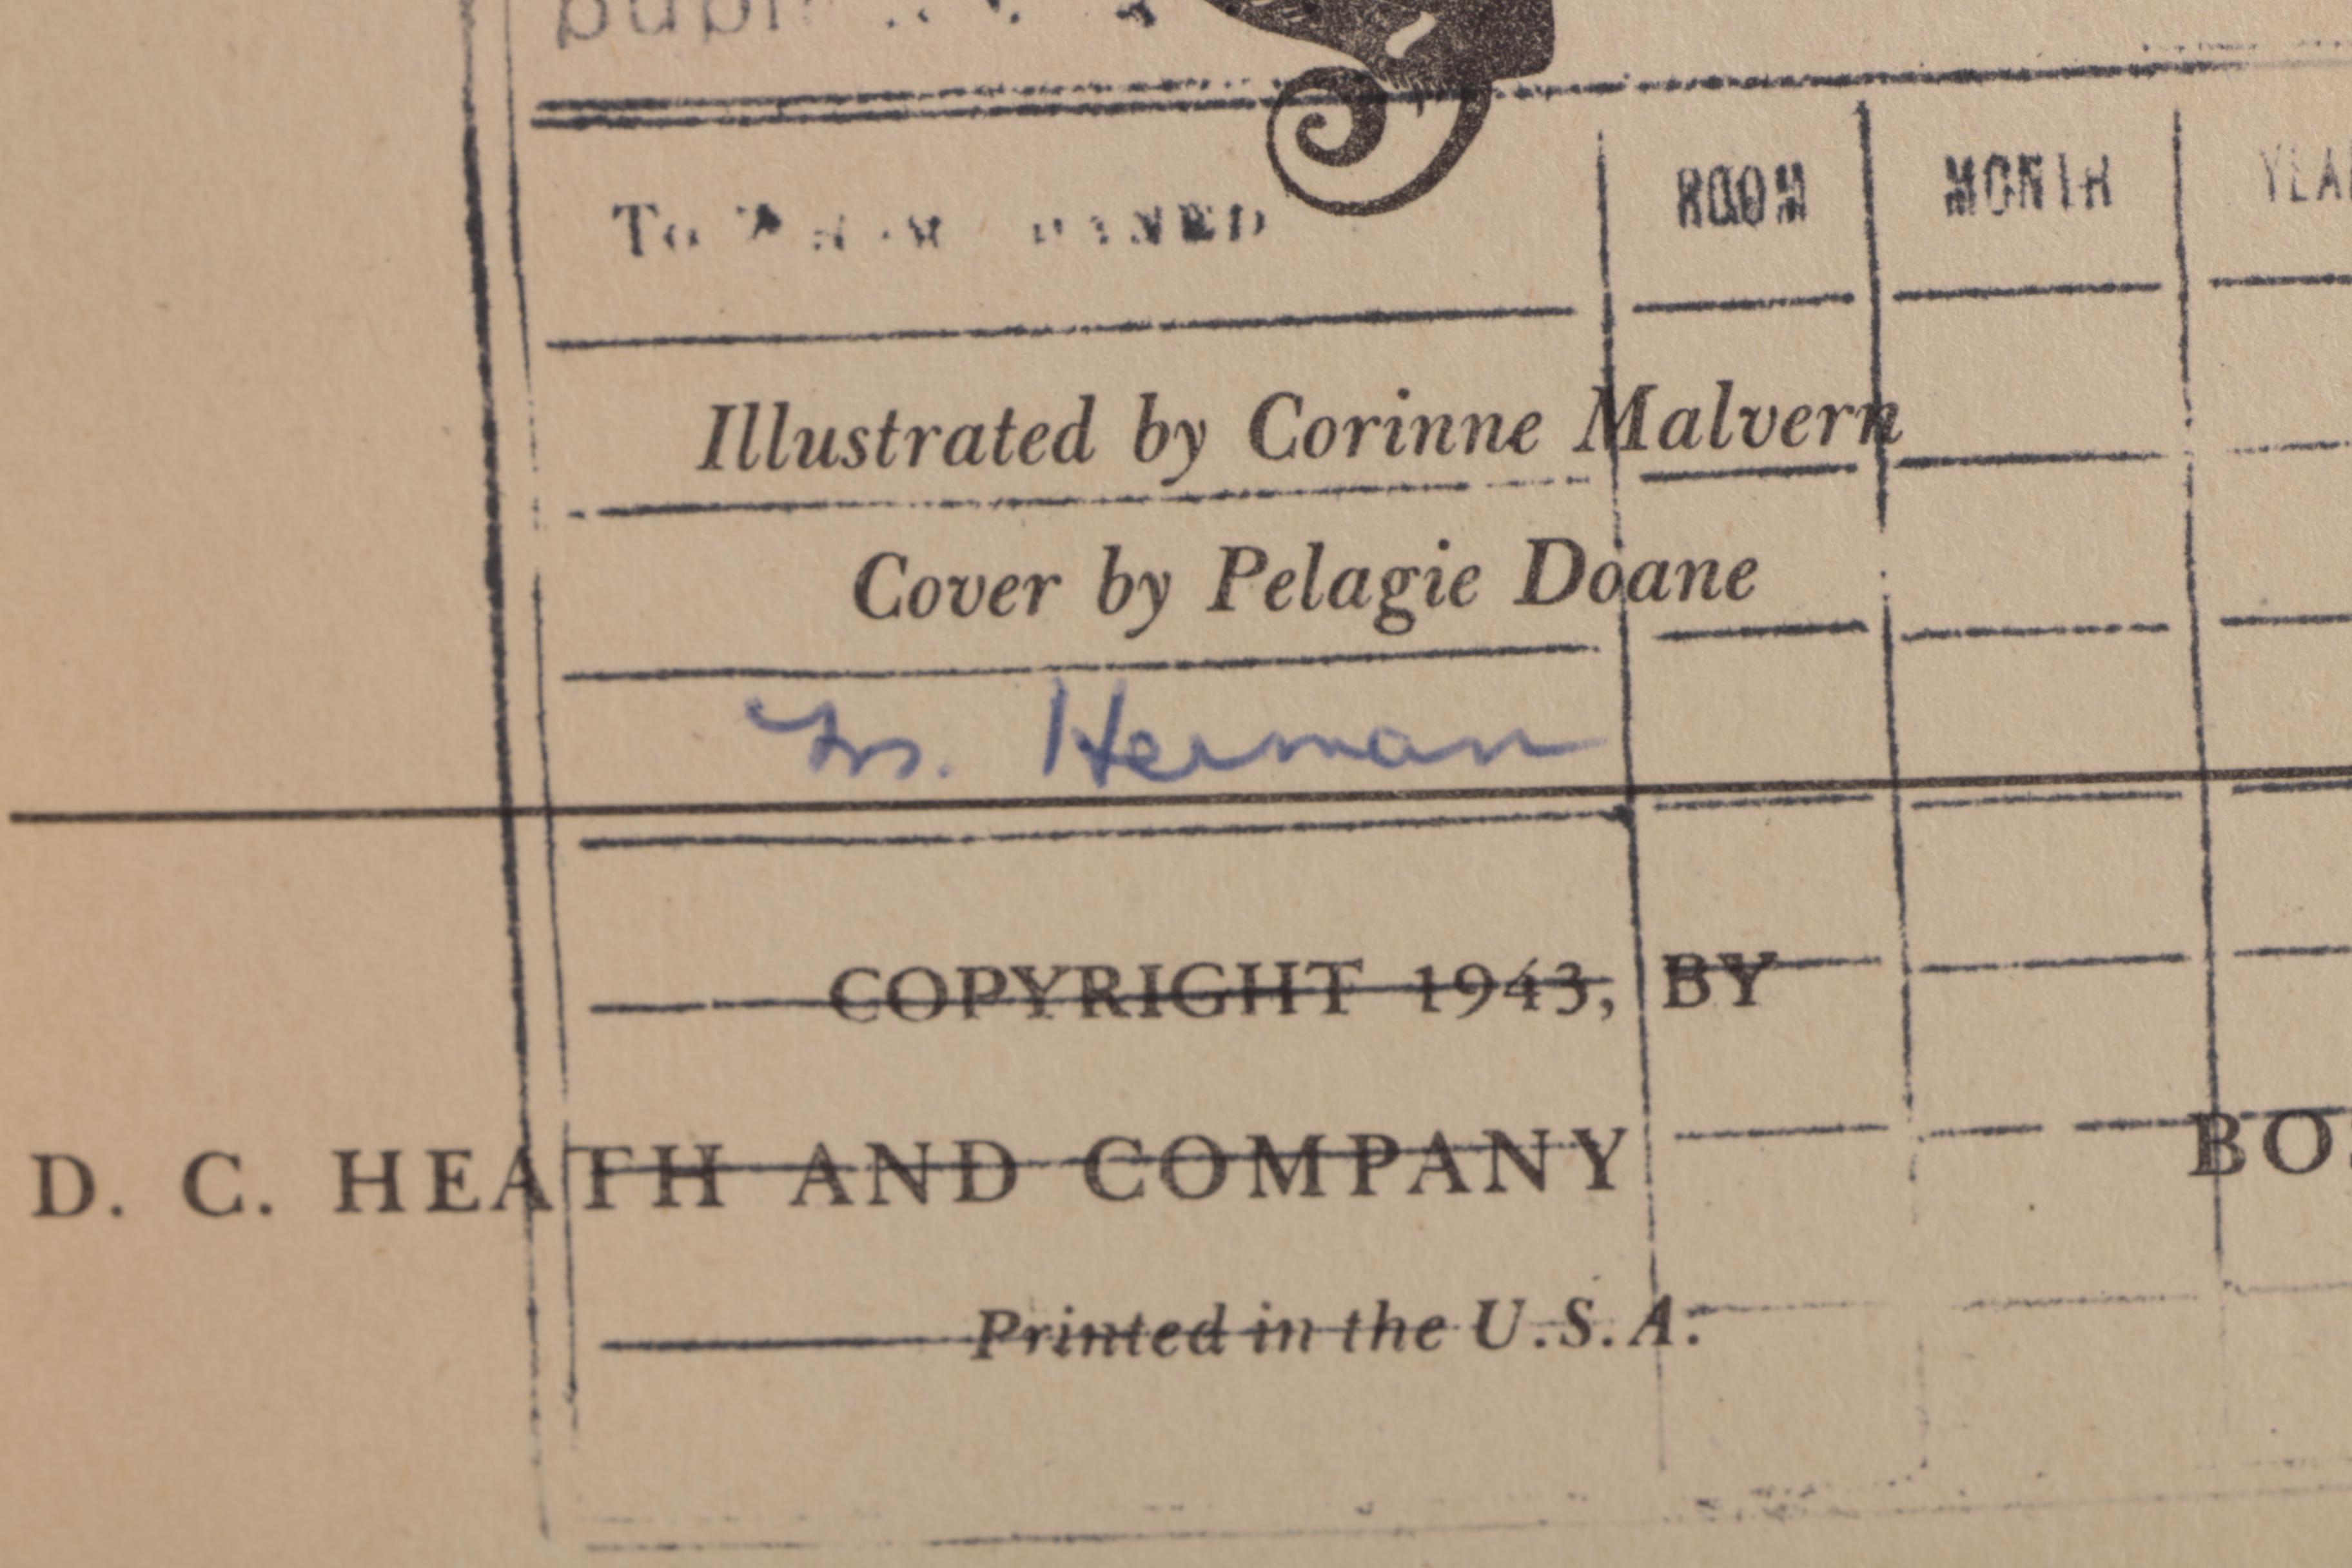 To
ROOM MONTH
Illustrated by Corinne Malvern
Cover by Pelagie Doane
Herman
COPYRIGHT 1943, BY
D. C. HEATH AND COMPANY
Printed in the U.S.A.